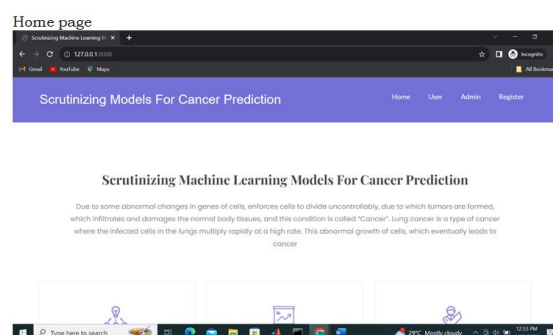 Home page
Scrutinizing Machine Learning M
127.0.0.1:8000
Incognito
Gmail YouTube Maps
All Bookmar
Scrutinizing Models For Cancer Prediction
Home User Admin Register
Scrutinizing Machine Learning Models For Cancer Prediction
Due to some abnormal changes in genes of cells, enforces cells to divide uncontrollably, due to which tumors are formed,
which infiltrates and damages the normal body tissues, and this condition is called "Cancer". Lung cancer is a type of cancer
where the infected cells in the lungs multiply rapidly at a high rate. This abnormal growth of cells, which eventually leads to
cancer
Type here to search
29°C Mostly cloudy
12:53 PM